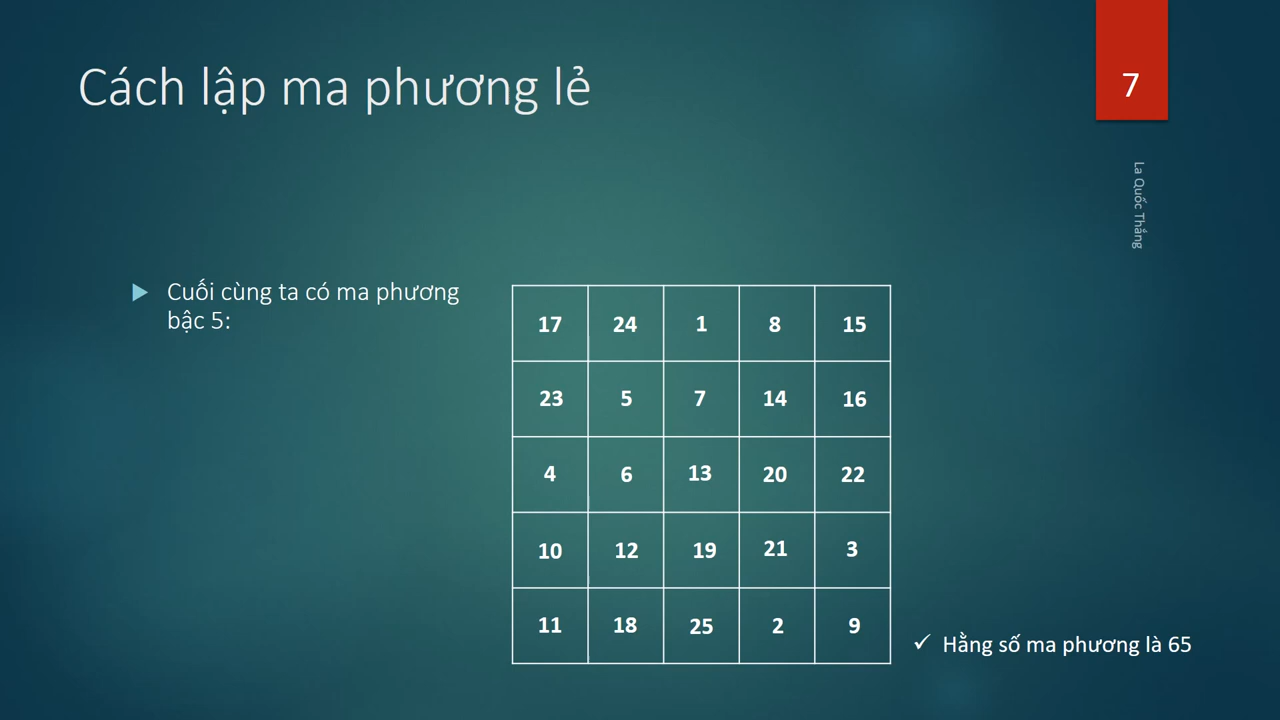 Cách lập ma phương lẻ
7
La Quốc Thắng
Cuối cùng ta có ma phương
bậc 5:
17 24 1 8 15
23 5 7 14 16
4 6 13 20 22
10 12 19 21 3
11 18 25 2 9
✓ Hằng số ma phương là 65